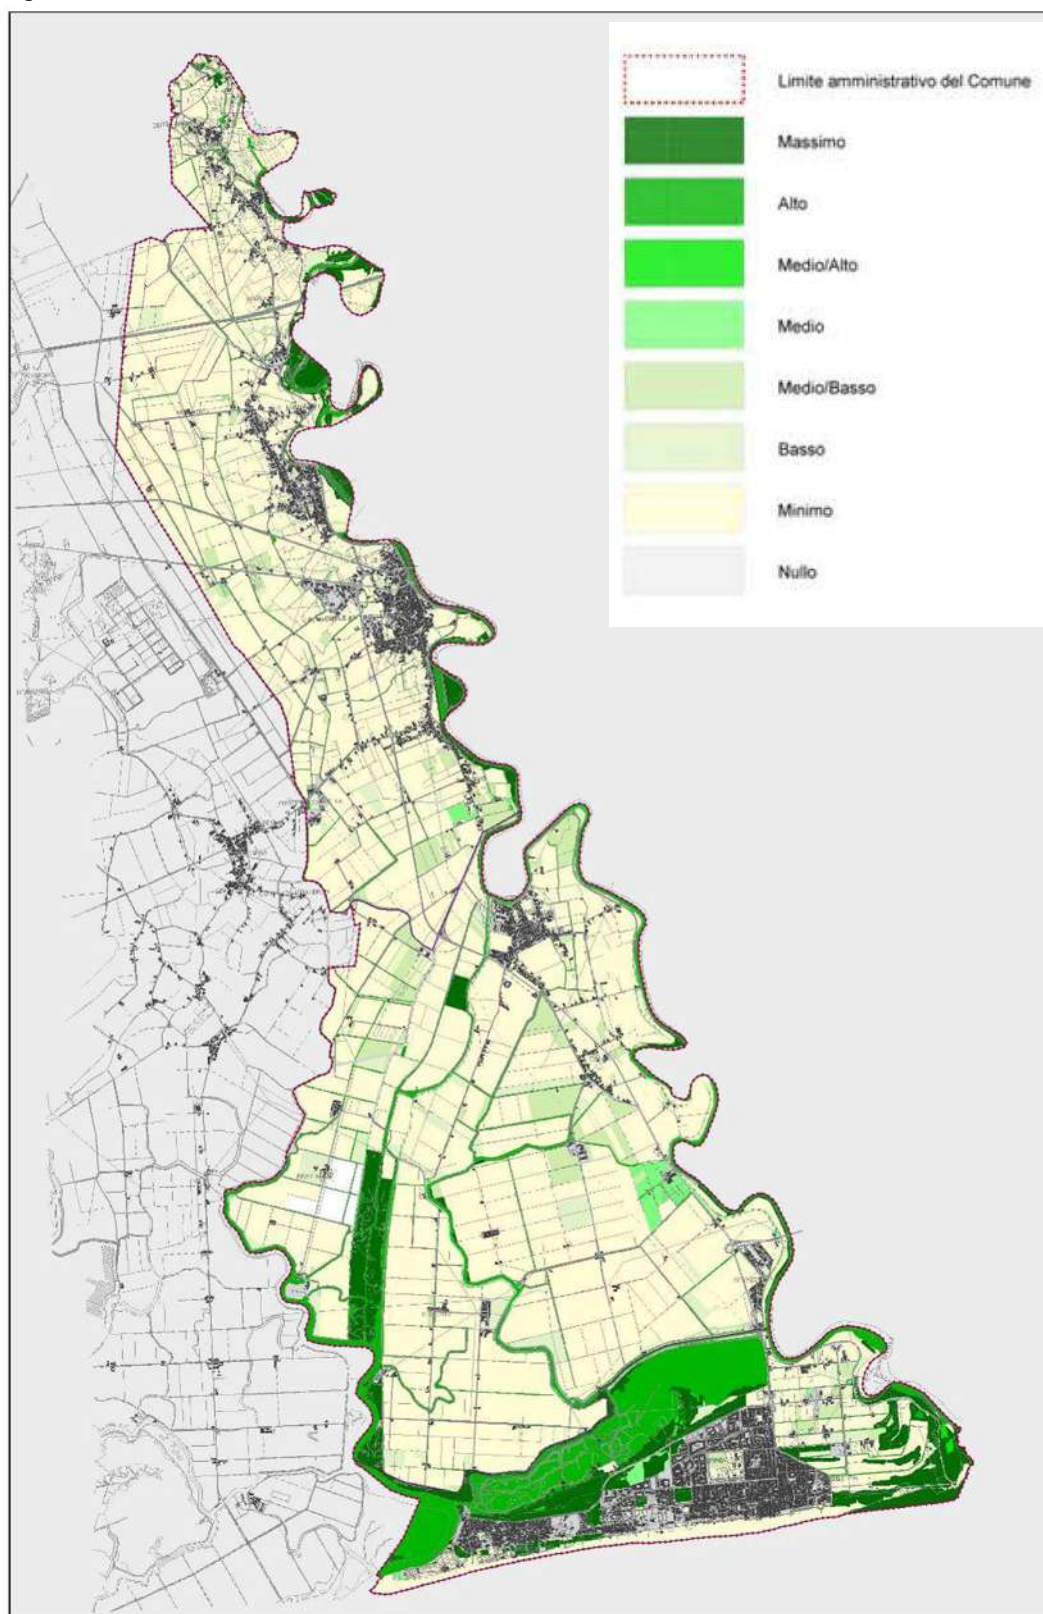 Limite amministrativo del Comune
Massimo
Alto
Medio/Alto
Medio
Medio/Basso
Basso
Minimo
Nullo